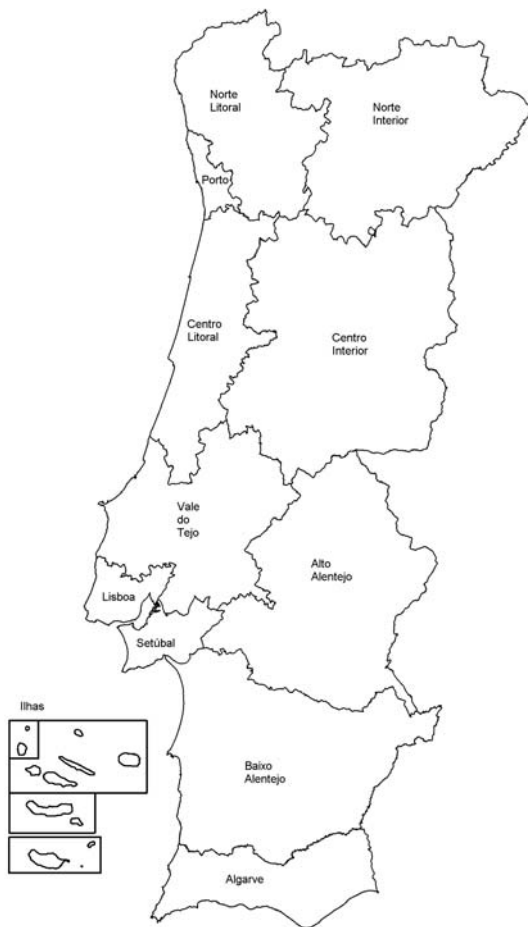 Norte
Litoral
Norte
Interior
Porto
Centro
Litoral
Centro
Interior
Vale
do
Tejo
Alto
Alentejo
Lisboa
Setúbal
Ilhas
Baixo
Alentejo
Algarve